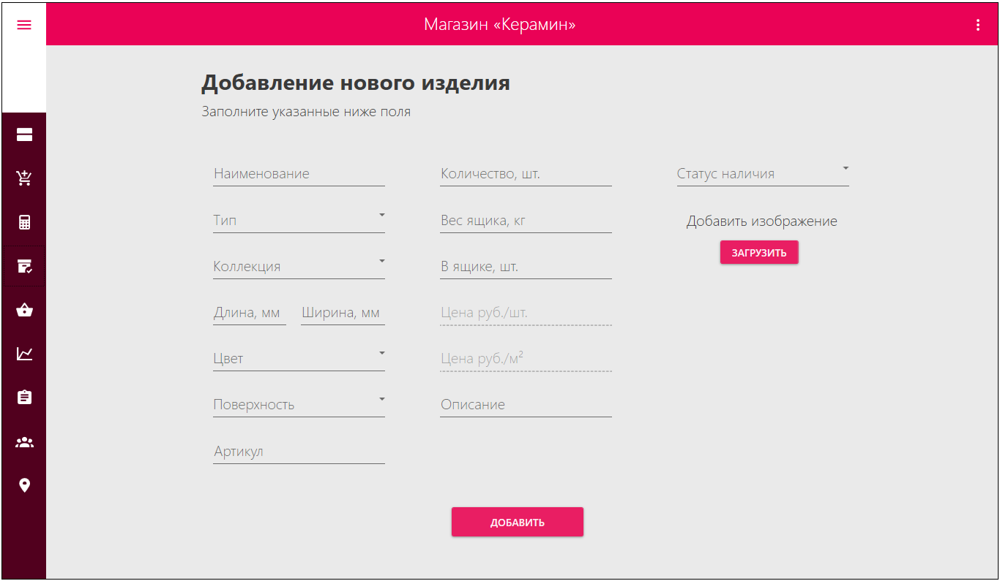 Магазин «Керамин»
Добавление нового изделия
Заполните указанные ниже поля
Наименование
Тип
Коллекция
Длина, мм
Ширина, мм
Цвет
Поверхность
Артикул
Количество, шт.
Вес ящика, кг
В ящике, шт.
Цена руб./шт.
Цена руб./м²
Описание
Статус наличия
Добавить изображение
ЗАГРУЗИТЬ
ДОБАВИТЬ